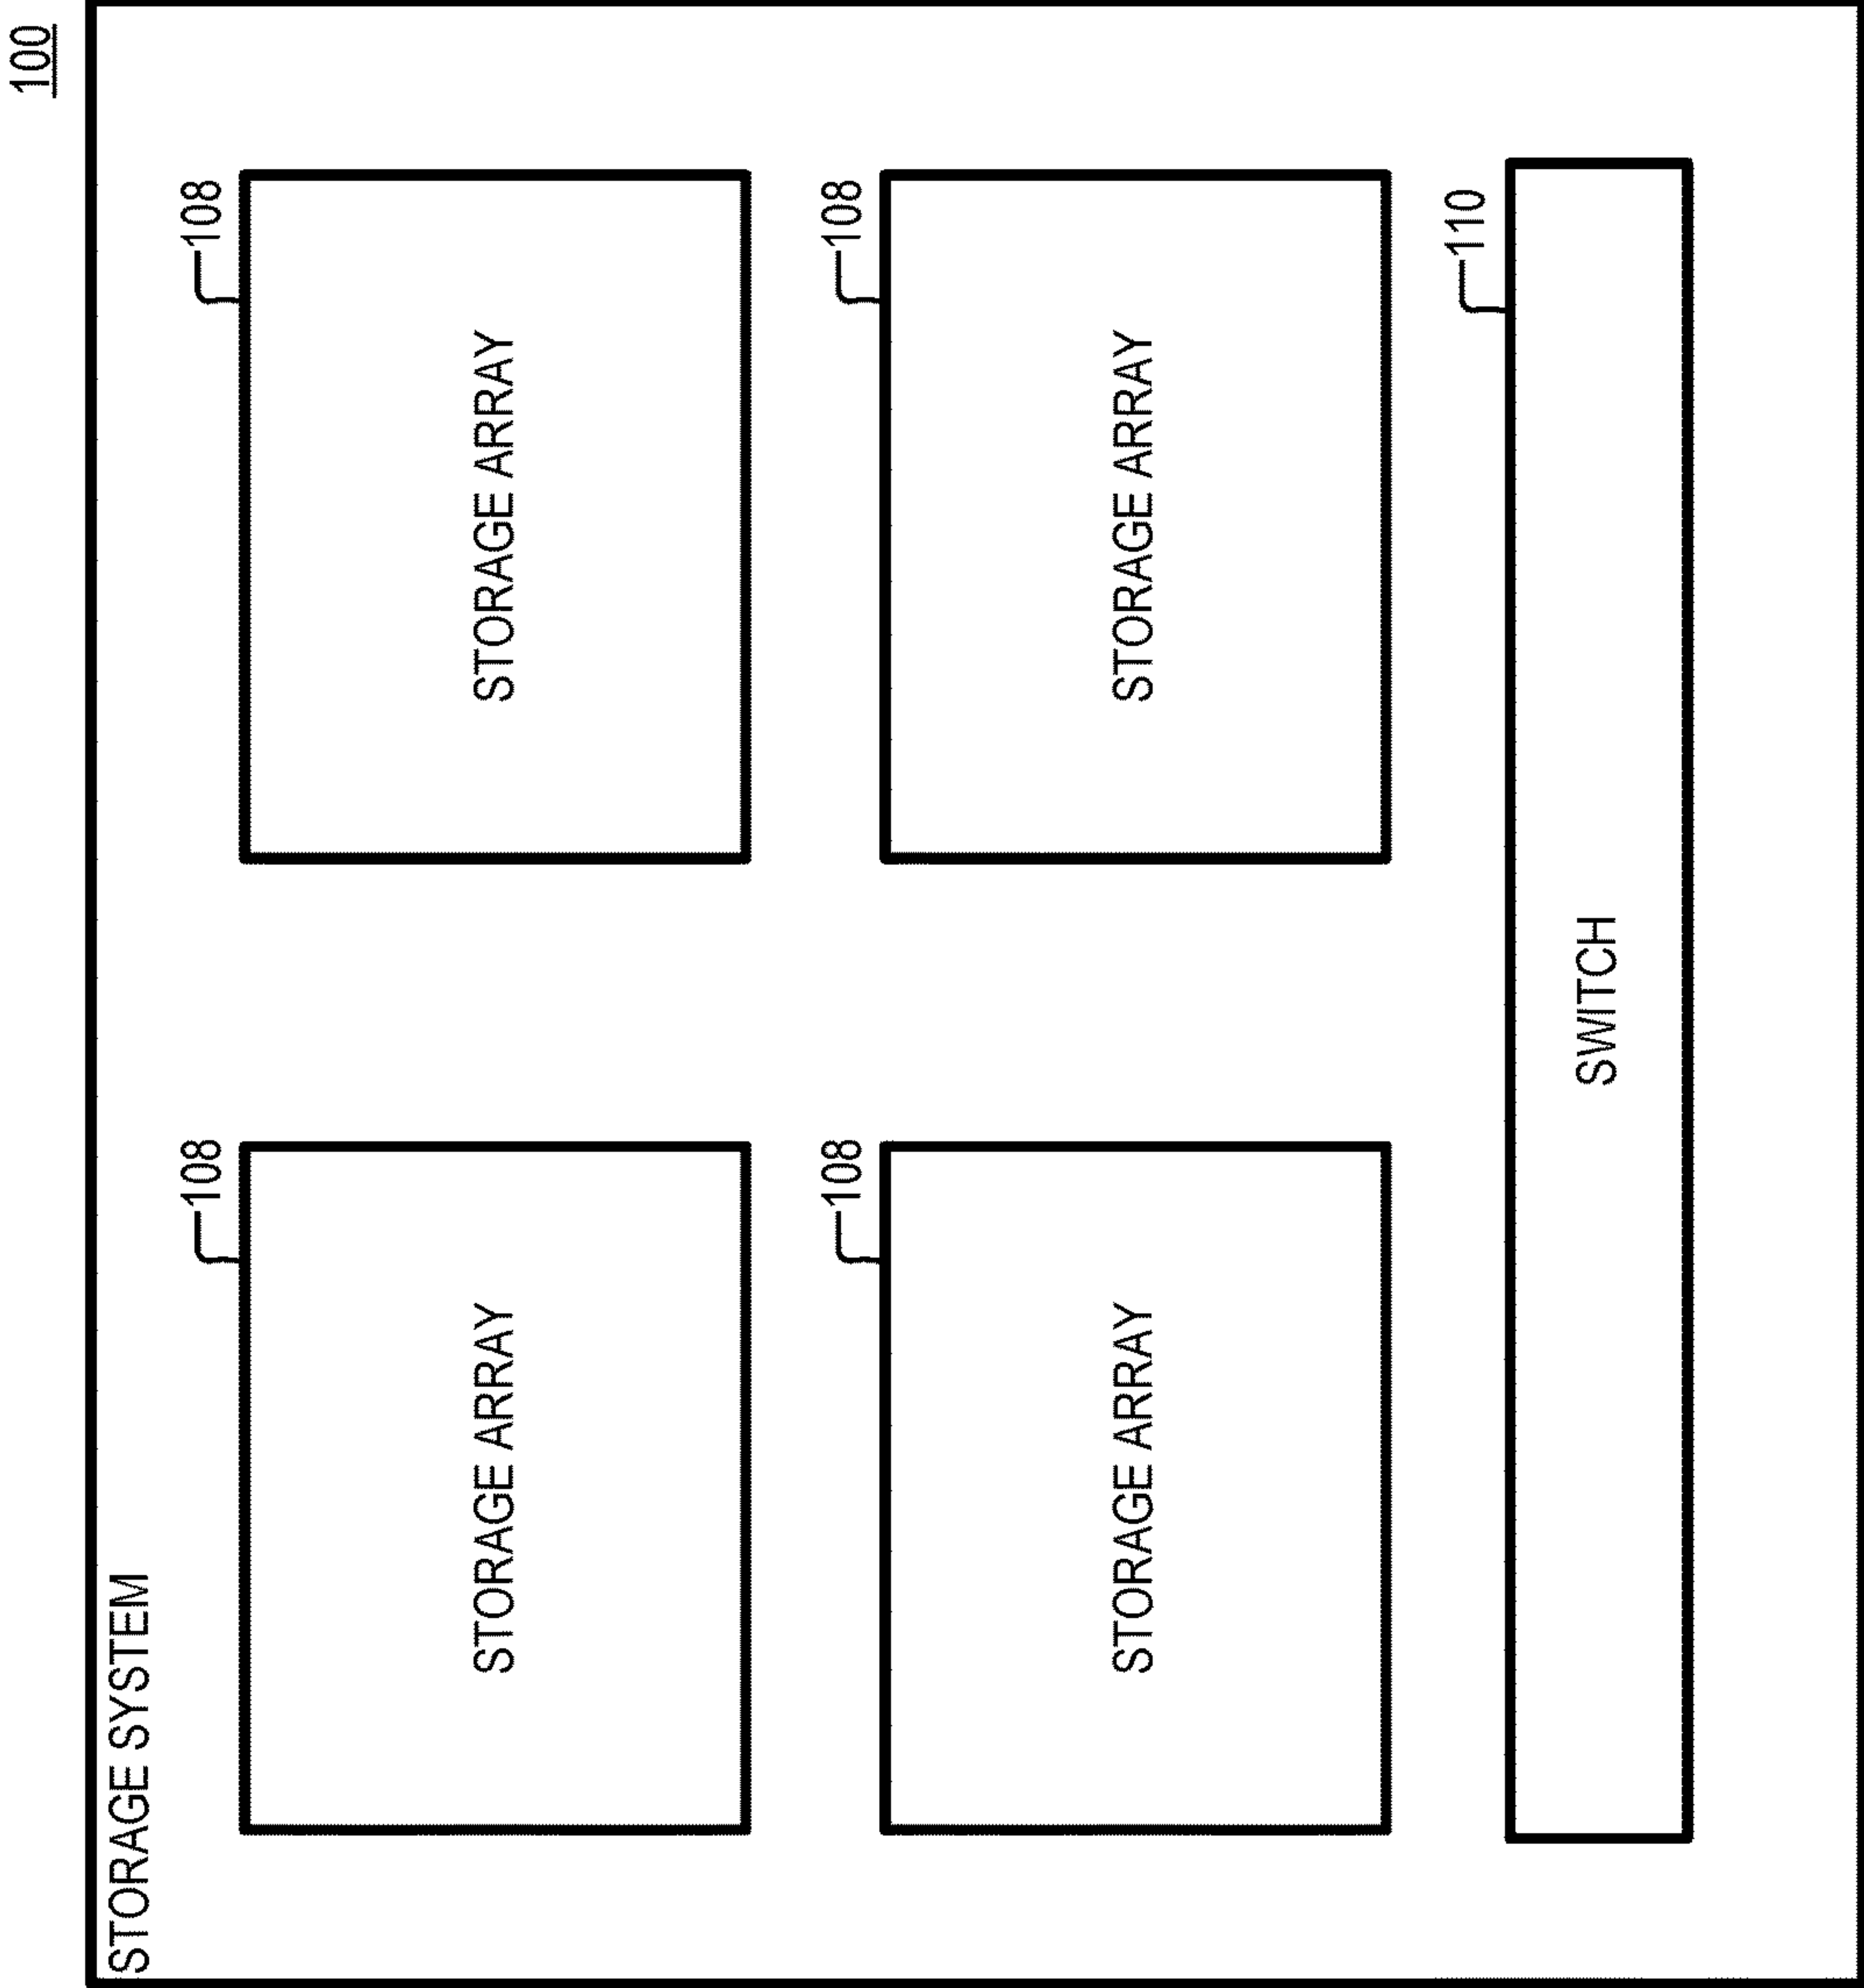 100
STORAGE SYSTEM
108
108
STORAGE ARRAY
STORAGE ARRAY
108
108
STORAGE ARRAY
STORAGE ARRAY
110
SWITCH